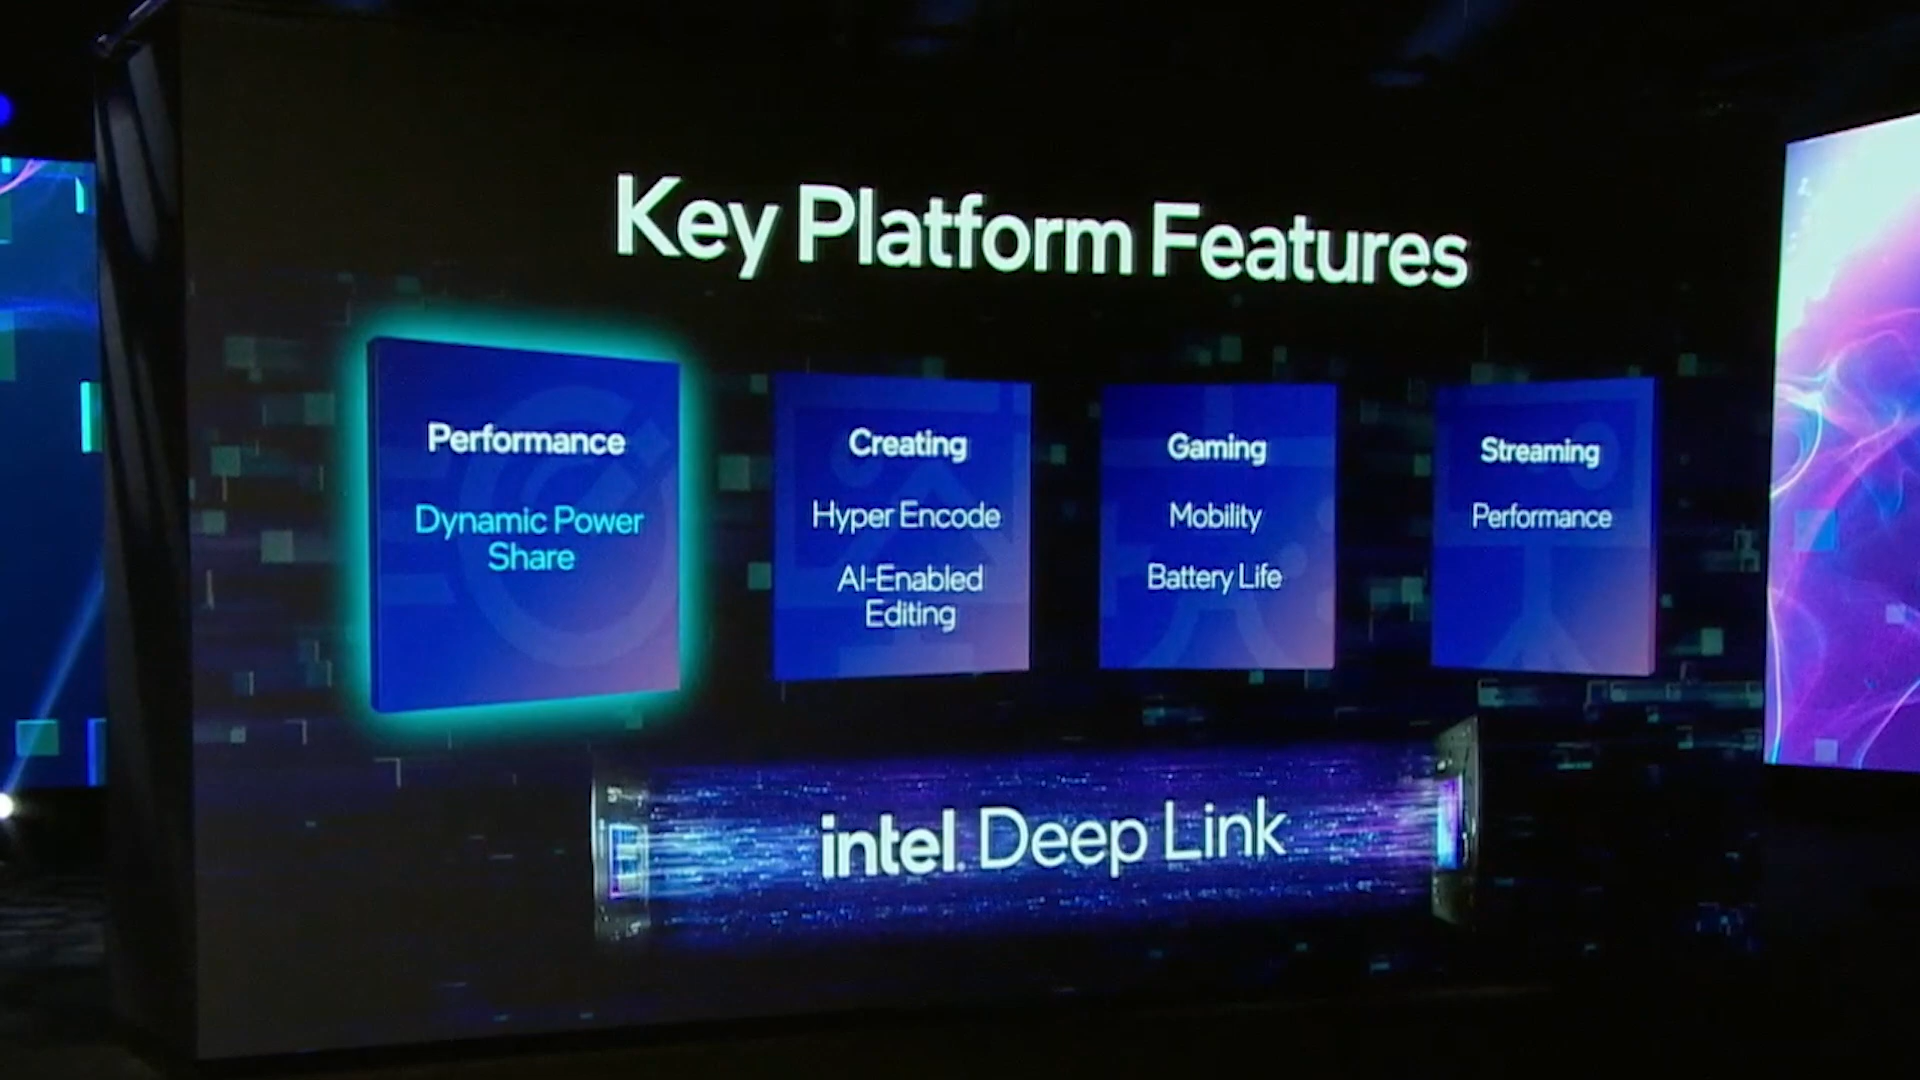 Key Platform Features
Performance
Dynamic Power
Share
Creating
Hyper Encode
AI-Enabled
Editing
Gaming
Mobility
Battery Life
Streaming
Performance
intel. Deep Link